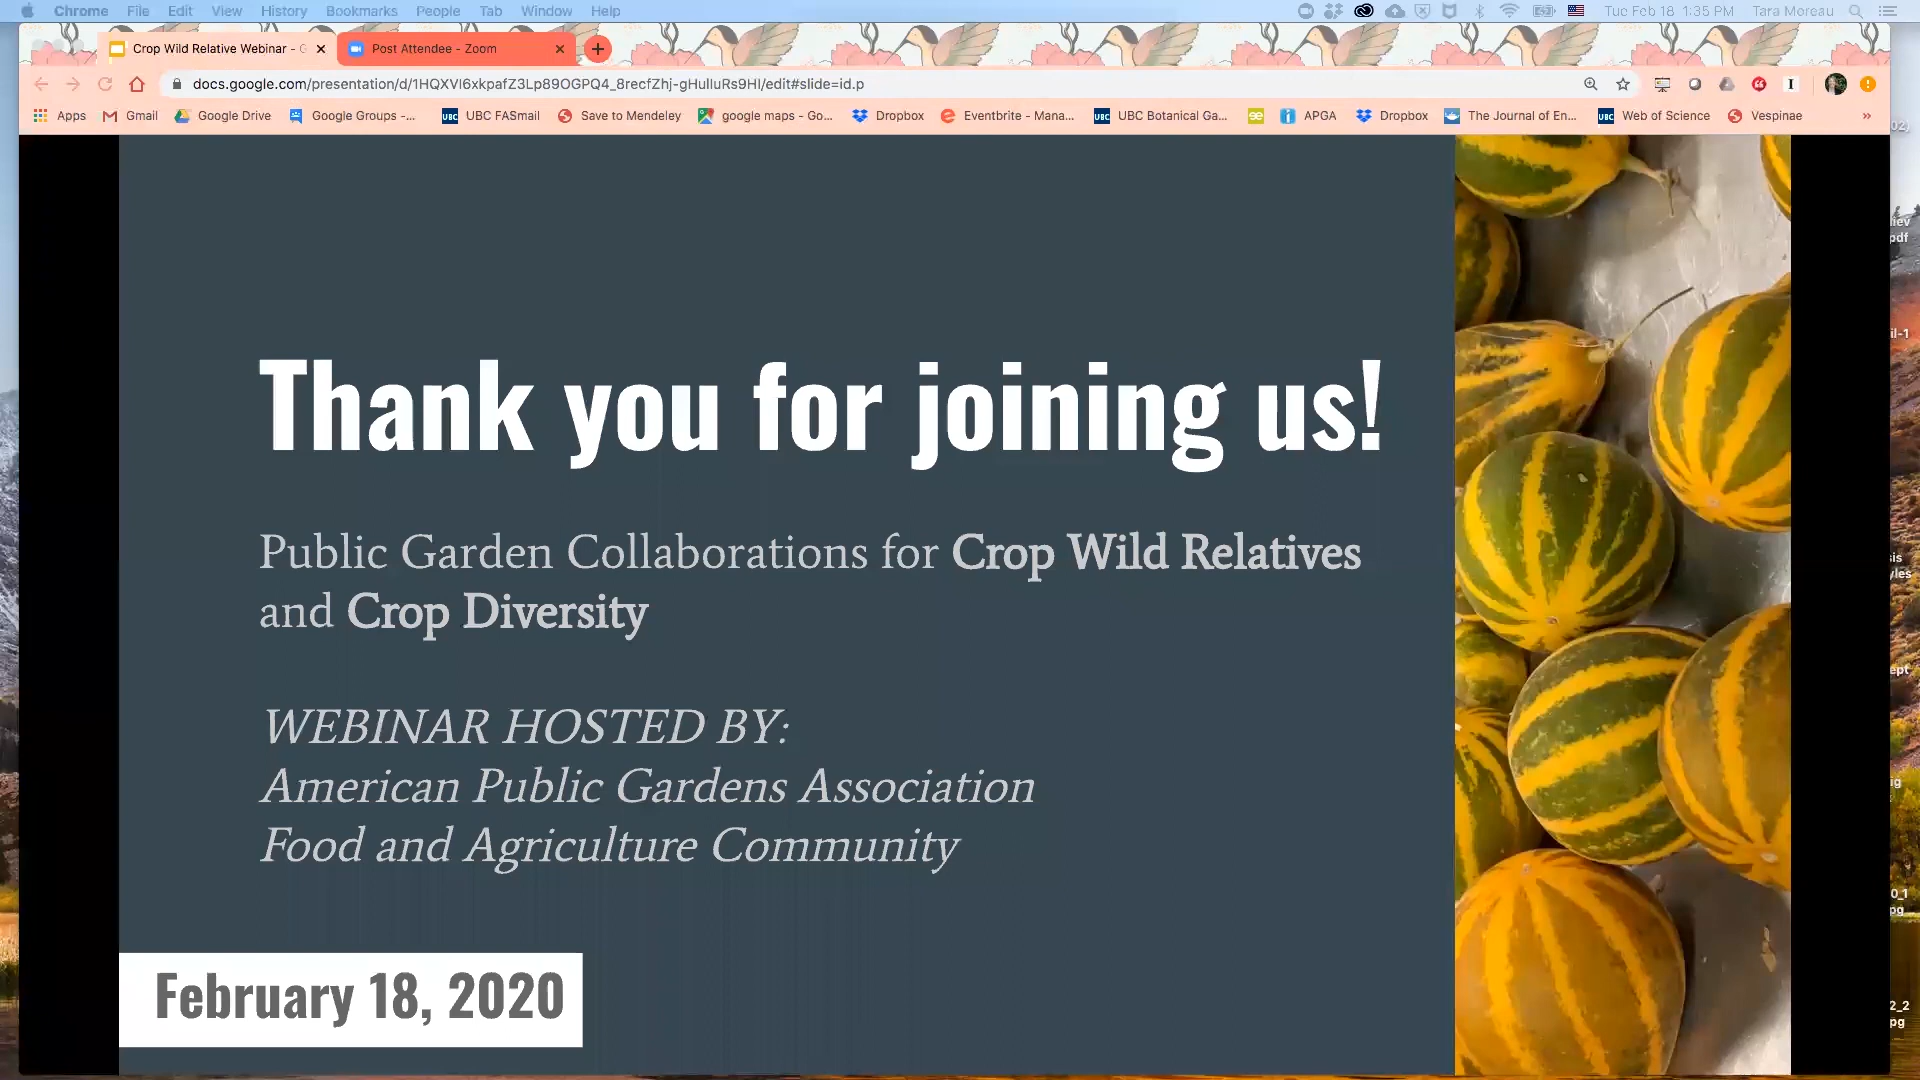 Chrome File Edit View History Bookmarks People Tab Window Help Tue Feb 18 1:35 PM Tara Moreau
Crop Wild Relative Webinar - G Post Attendee - Zoom
docs.google.com/presentation/d/1HQXVl6xkpafZ3Lp89OGPQ4_8recfZhj-gHulluRs9HI/edit#slide=id.p
Apps Gmail Google Drive Google Groups -... UBC UBC FASmail Save to Mendeley google maps - Go... Dropbox Eventbrite - Mana... UBC UBC Botanical Ga... APGA Dropbox The Journal of En... UBC Web of Science Vespinae »
Thank you for joining us!
Public Garden Collaborations for Crop Wild Relatives
and Crop Diversity
WEBINAR HOSTED BY:
American Public Gardens Association
Food and Agriculture Community
February 18, 2020